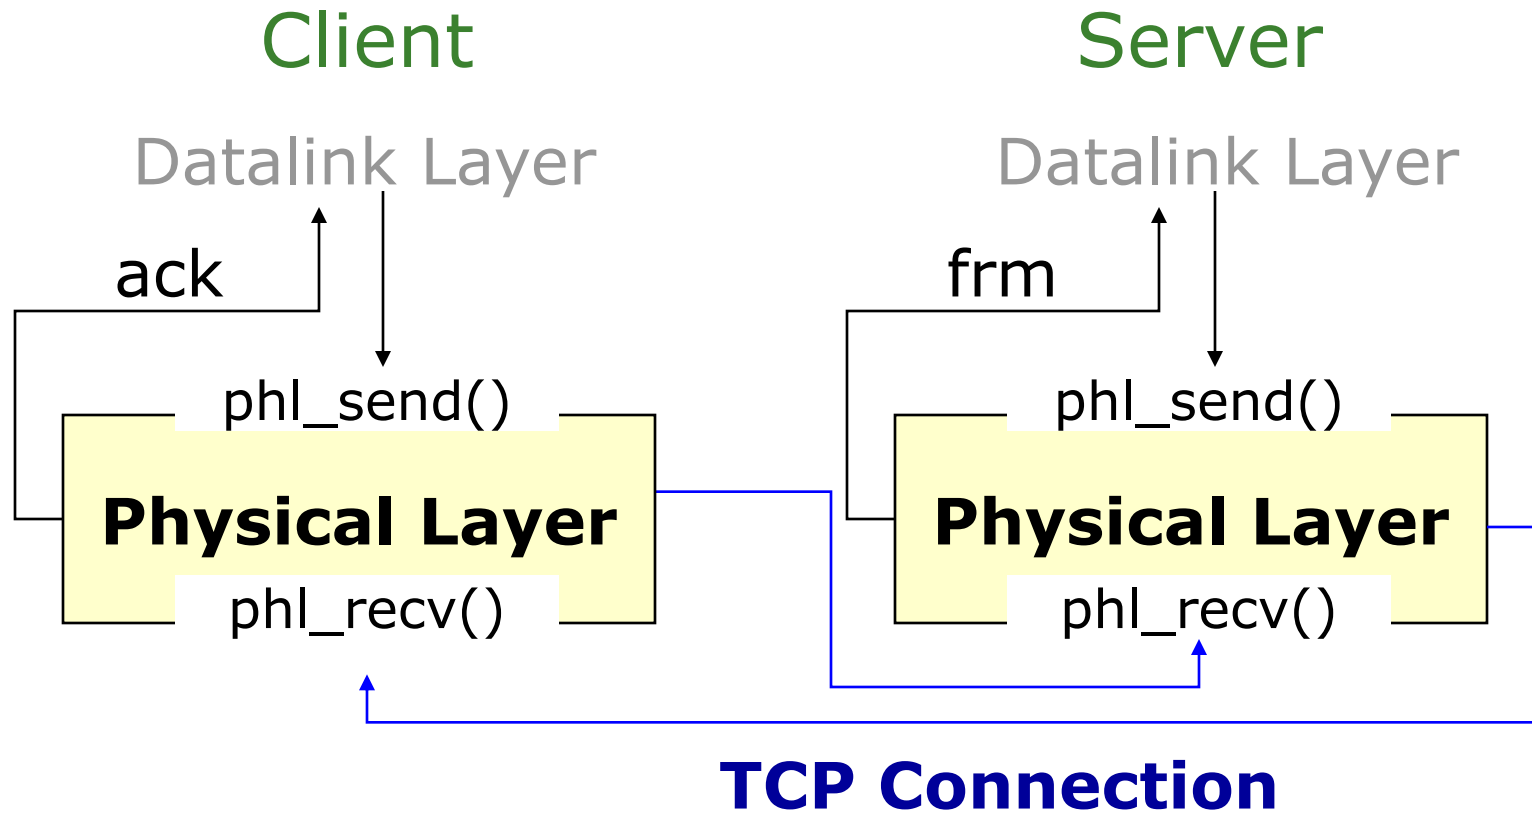 Client
Server
Datalink Layer
Datalink Layer
ack
frm
phl_send()
phl_send()
Physical Layer
Physical Layer
phl_recv()
phl_recv()
TCP Connection